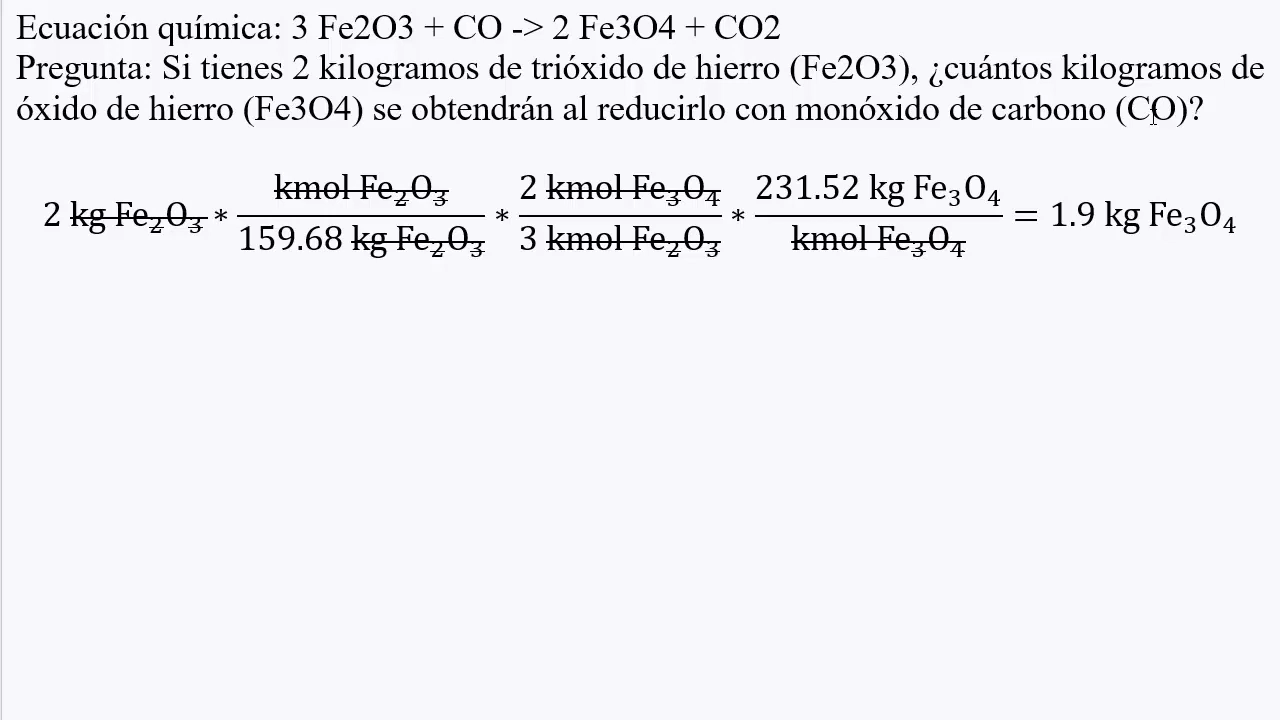 Ecuación química: 3 Fe2O3 + CO -> 2 Fe3O4 + CO2
Pregunta: Si tienes 2 kilogramos de trióxido de hierro (Fe2O3), ¿cuántos kilogramos de
óxido de hierro (Fe3O4) se obtendrán al reducirlo con monóxido de carbono (CO)?
2 kg Fe₂O₃ * kmol Fe₂O₃ / 159.68 kg Fe₂O₃ * 2 kmol Fe₃O₄ / 3 kmol Fe₂O₃ * 231.52 kg Fe₃O₄ / kmol Fe₃O₄ = 1.9 kg Fe₃O₄